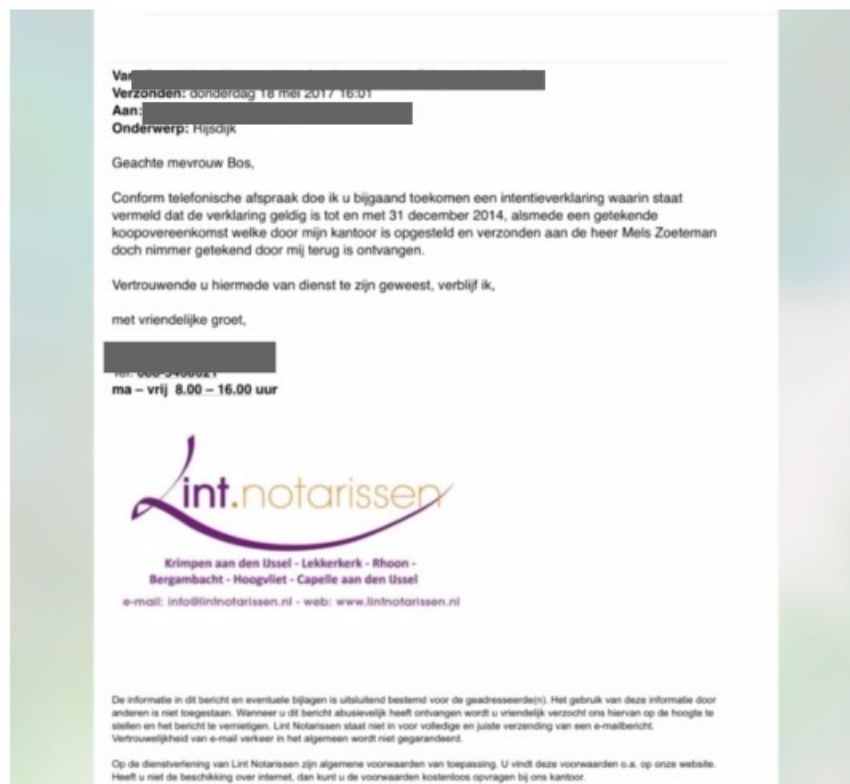 Van
Verzonden: donderdag 18 mei 2017 16:01
Aan:
Onderwerp: Rijsdijk
Geachte mevrouw Bos,
Conform telefonische afspraak doe ik u bijgaand toekomen een intentieverklaring waarin staat
vermeld dat de verklaring geldig is tot en met 31 december 2014, alsmede een getekende
koopovereenkomst welke door mijn kantoor is opgesteld en verzonden aan de heer Mels Zoeteman
doch nimmer getekend door mij terug is ontvangen.
Vertrouwende u hiermede van dienst te zijn geweest, verblijf ik,
met vriendelijke groet,
ma – vrij 8.00 – 16.00 uur
Lint.notarissen
Krimpen aan den IJssel - Lekkerkerk - Rhoon -
Bergambacht - Hoogvliet - Capelle aan den IJssel
e-mail: info@lintnotarissen.nl - web: www.lintnotarissen.nl
De informatie in dit bericht en eventuele bijlagen is uitsluitend bestemd voor de geadresseerde(n). Het gebruik van deze informatie door
anderen is niet toegestaan. Wanneer u dit bericht abusievelijk heeft ontvangen wordt u vriendelijk verzocht ons hiervan op de hoogte te
stellen en het bericht te vernietigen. Lint Notarissen staat niet in voor volledige en juiste verzending van een e-mailbericht.
Vertrouwelijkheid van e-mail verkeer in het algemeen wordt niet gegarandeerd.
Op de dienstverlening van Lint Notarissen zijn algemene voorwaarden van toepassing. U vindt deze voorwaarden o.a. op onze website.
Heeft u niet de beschikking over internet, dan kunt u de voorwaarden kosteloos opvragen bij ons kantoor.